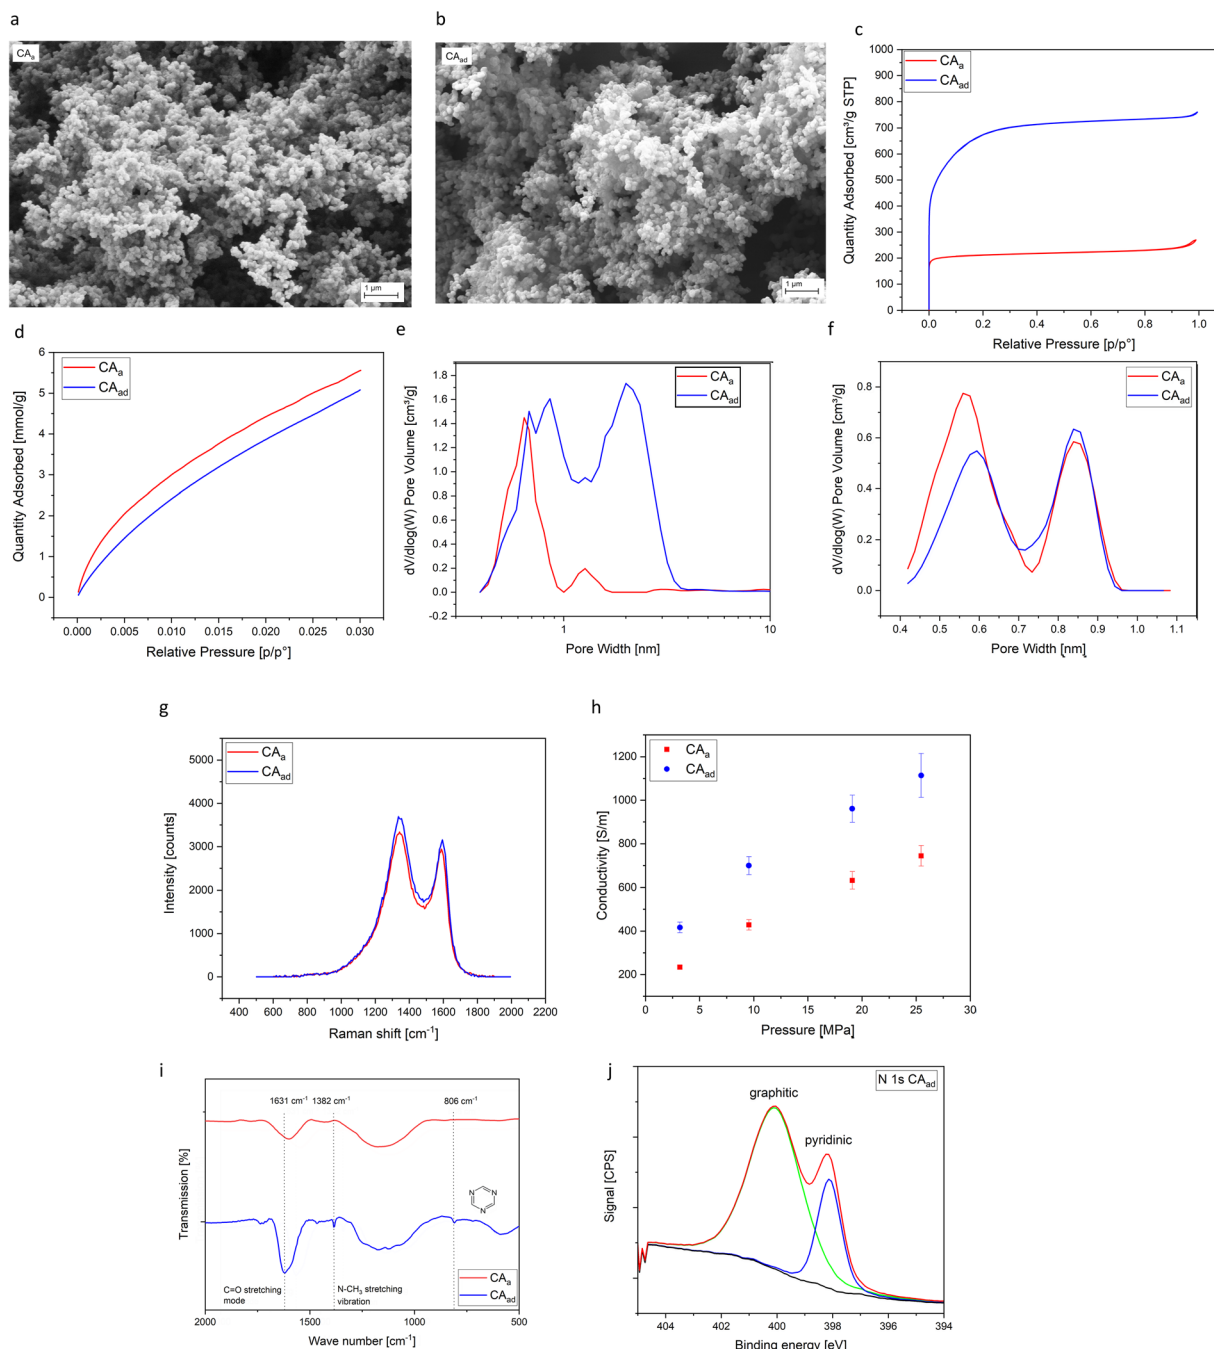 a
CAa
1 µm
b
CAad
1 µm
c
CAa
CAad
Quantity Adsorbed [cm³/g STP]
1000
900
800
700
600
500
400
300
200
100
0
0.0 0.2 0.4 0.6 0.8 1.0
Relative Pressure [p/p°]
d
CAa
CAad
Quantity Adsorbed [mmol/g]
6
5
4
3
2
1
0
0.000 0.005 0.010 0.015 0.020 0.025 0.030
Relative Pressure [p/p°]
e
CAa
CAad
dV/dlog(W) Pore Volume [cm³/g]
1.8
1.6
1.4
1.2
1.0
0.8
0.6
0.4
0.2
0.0
-0.2
1 10
Pore Width [nm]
f
CAa
CAad
dV/dlog(W) Pore Volume [cm³/g]
0.8
0.6
0.4
0.2
0.0
0.4 0.5 0.6 0.7 0.8 0.9 1.0 1.1
Pore Width [nm]
g
CAa
CAad
Intensity [counts]
5000
4000
3000
2000
1000
0
400 600 800 1000 1200 1400 1600 1800 2000 2200
Raman shift [cm⁻¹]
h
CAa
CAad
Conductivity [S/m]
1200
1000
800
600
400
200
0 5 10 15 20 25 30
Pressure [MPa]
i
1631 cm⁻¹ 1382 cm⁻¹ 806 cm⁻¹
Transmission [%]
N
N
N
C=O stretching
mode
N-CH₃ stretching
vibration
CAa
CAad
2000 1500 1000 500
Wave number [cm⁻¹]
j
N 1s CAad
graphitic
pyridinic
Signal [CPS]
404 402 400 398 396 394
Binding energy [eV]